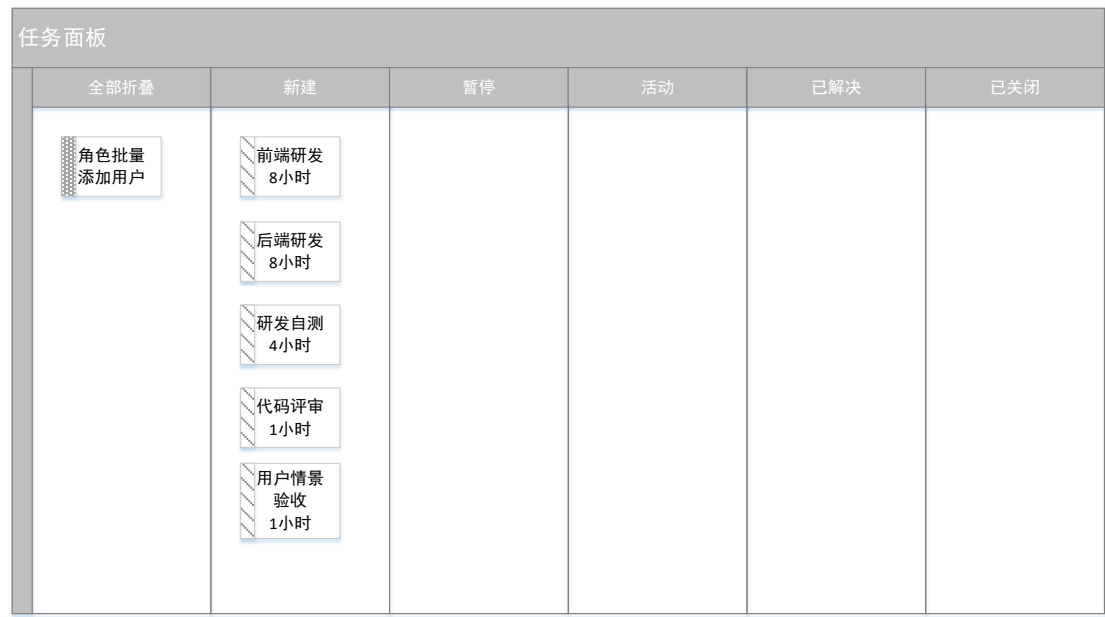 任务面板
全部折叠
新建
暂停
活动
已解决
已关闭
角色批量
添加用户
前端研发
8小时
后端研发
8小时
研发自测
4小时
代码评审
1小时
用户情景
验收
1小时